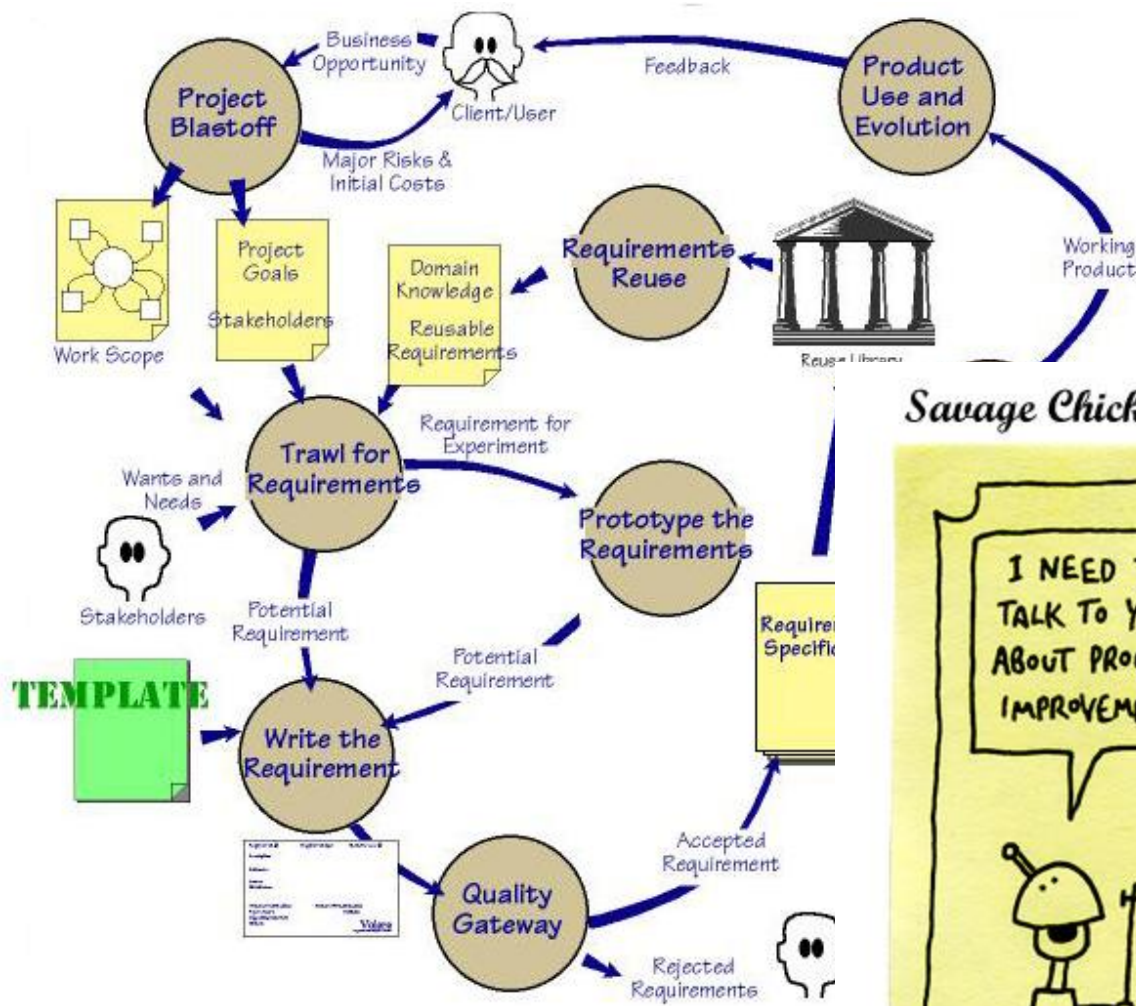 Business
Opportunity
Project
Blastoff
Client/User
Feedback
Product
Use and
Evolution
Major Risks &
Initial Costs
Project
Goals
Stakeholders
Work Scope
Domain
Knowledge
Reusable
Requirements
Requirements
Reuse
Reuse Library
Working
Product
Trawl for
Requirements
Requirement for
Experiment
Wants and
Needs
Stakeholders
Prototype the
Requirements
Potential
Requirement
Potential
Requirement
TEMPLATE
Write the
Requirement
Volere
Quality
Gateway
Accepted
Requirement
Rejected
Requirements
Savage Chick
I NEED
TALK TO
ABOUT
IMPROVEM